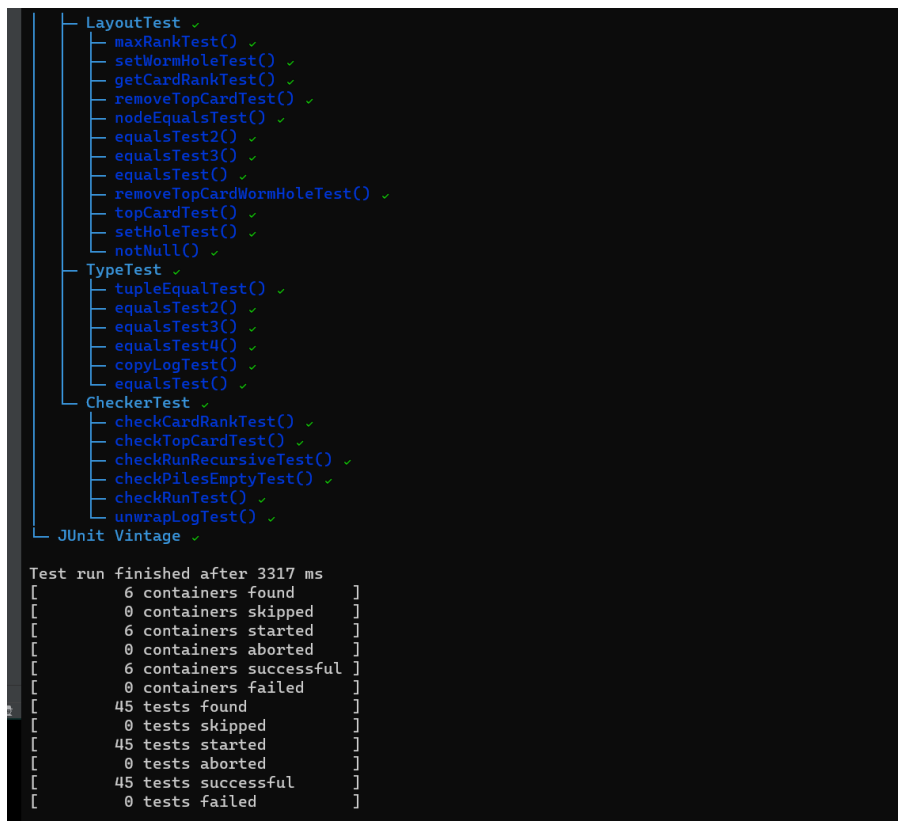 LayoutTest ✓
maxRankTest() ✓
setWormHoleTest() ✓
getCardRankTest() ✓
removeTopCardTest() ✓
nodeEqualsTest() ✓
equalsTest2() ✓
equalsTest3() ✓
equalsTest() ✓
removeTopCardWormHoleTest() ✓
topCardTest() ✓
setHoleTest() ✓
notNull() ✓
TypeTest ✓
tupleEqualTest() ✓
equalsTest2() ✓
equalsTest3() ✓
equalsTest4() ✓
copyLogTest() ✓
equalsTest() ✓
CheckerTest ✓
checkCardRankTest() ✓
checkTopCardTest() ✓
checkRunRecursiveTest() ✓
checkPilesEmptyTest() ✓
checkRunTest() ✓
unwrapLogTest() ✓
JUnit Vintage ✓
Test run finished after 3317 ms
[         6 containers found      ]
[         0 containers skipped    ]
[         6 containers started    ]
[         0 containers aborted    ]
[         6 containers successful ]
[         0 containers failed     ]
[        45 tests found           ]
[         0 tests skipped         ]
[        45 tests started         ]
[         0 tests aborted         ]
[        45 tests successful      ]
[         0 tests failed          ]